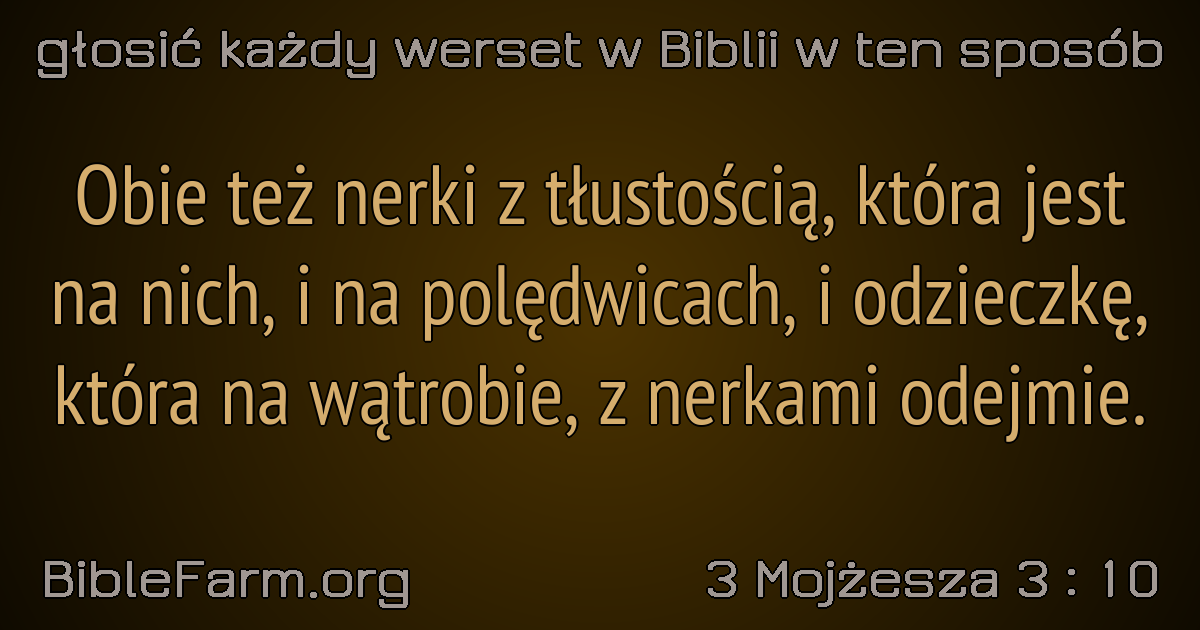 głosić każdy werset w Biblii w ten sposób
Obie też nerki z tłustością, która jest
na nich, i na polędwicach, i odzieczkę,
która na wątrobie, z nerkami odejmie.
BibleFarm.org
3 Mojżesza 3 : 10